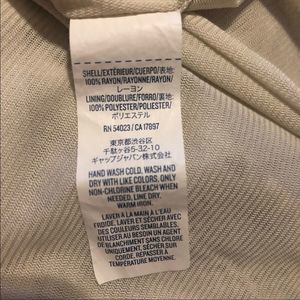 SHELL/EXTÉRIEUR/CUERPO/表地:
100% RAYON/RAYONNE/RAYON/
レーヨン
LINING/DOUBLURE/FORRO/裏地:
100% POLYESTER/POLIESTER/
ポリエステル
RN 54023 / CA 17897
東京都渋谷区
千駄ヶ谷5-32-10
ギャップジャパン株式会社
HAND WASH COLD. WASH AND
DRY WITH LIKE COLORS. ONLY
NON-CHLORINE BLEACH WHEN
NEEDED. LINE DRY.
WARM IRON.
LAVER À LA MAIN À L'EAU
FROIDE. LAVER ET SÉCHER AVEC
DES COULEURS SEMBLABLES.
UTILISER AU BESOIN UN AGENT
DE BLANCHIMENT SANS CHLORE
UNIQUEMENT. SÉCHER SUR
CORDE. REPASSER À
TEMPÉRATURE MOYENNE.